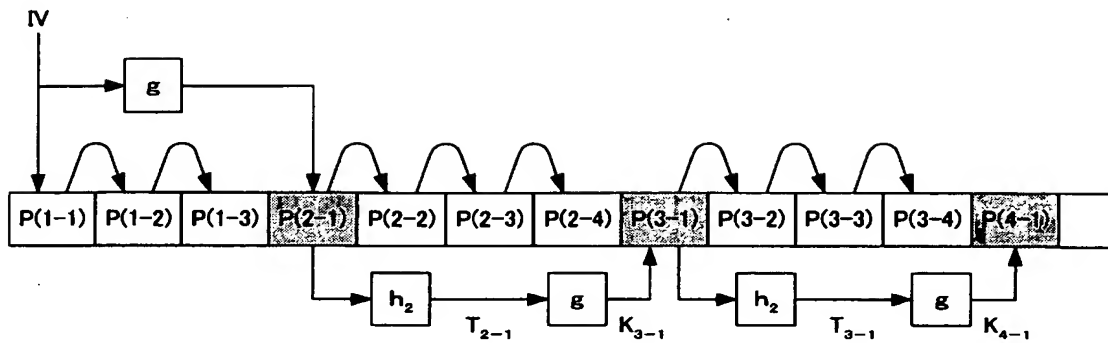 IV
g
P(1-1) P(1-2) P(1-3) P(2-1) P(2-2) P(2-3) P(2-4) P(3-1) P(3-2) P(3-3) P(3-4) P(4-1)
h₂ g h₂ g
T₂₋₁ K₃₋₁ T₃₋₁ K₄₋₁